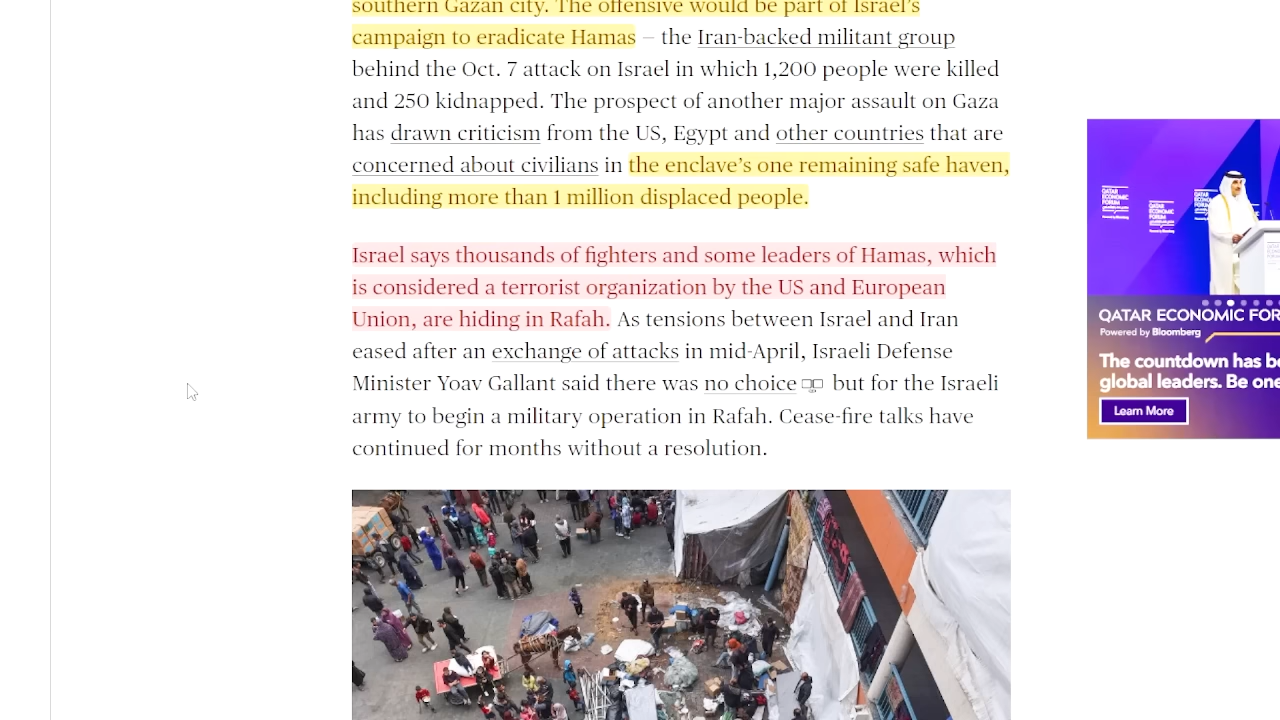 southern Gazan city. The offensive would be part of Israel's
campaign to eradicate Hamas – the Iran-backed militant group
behind the Oct. 7 attack on Israel in which 1,200 people were killed
and 250 kidnapped. The prospect of another major assault on Gaza
has drawn criticism from the US, Egypt and other countries that are
concerned about civilians in the enclave's one remaining safe haven,
including more than 1 million displaced people.
Israel says thousands of fighters and some leaders of Hamas, which
is considered a terrorist organization by the US and European
Union, are hiding in Rafah. As tensions between Israel and Iran
eased after an exchange of attacks in mid-April, Israeli Defense
Minister Yoav Gallant said there was no choice but for the Israeli
army to begin a military operation in Rafah. Cease-fire talks have
continued for months without a resolution.
QATAR
ECONOMIC
FORUM
QATAR
ECONOMIC
FORUM
QATAR ECONOMIC FOR
Powered by Bloomberg
The countdown has be
global leaders. Be one
Learn More